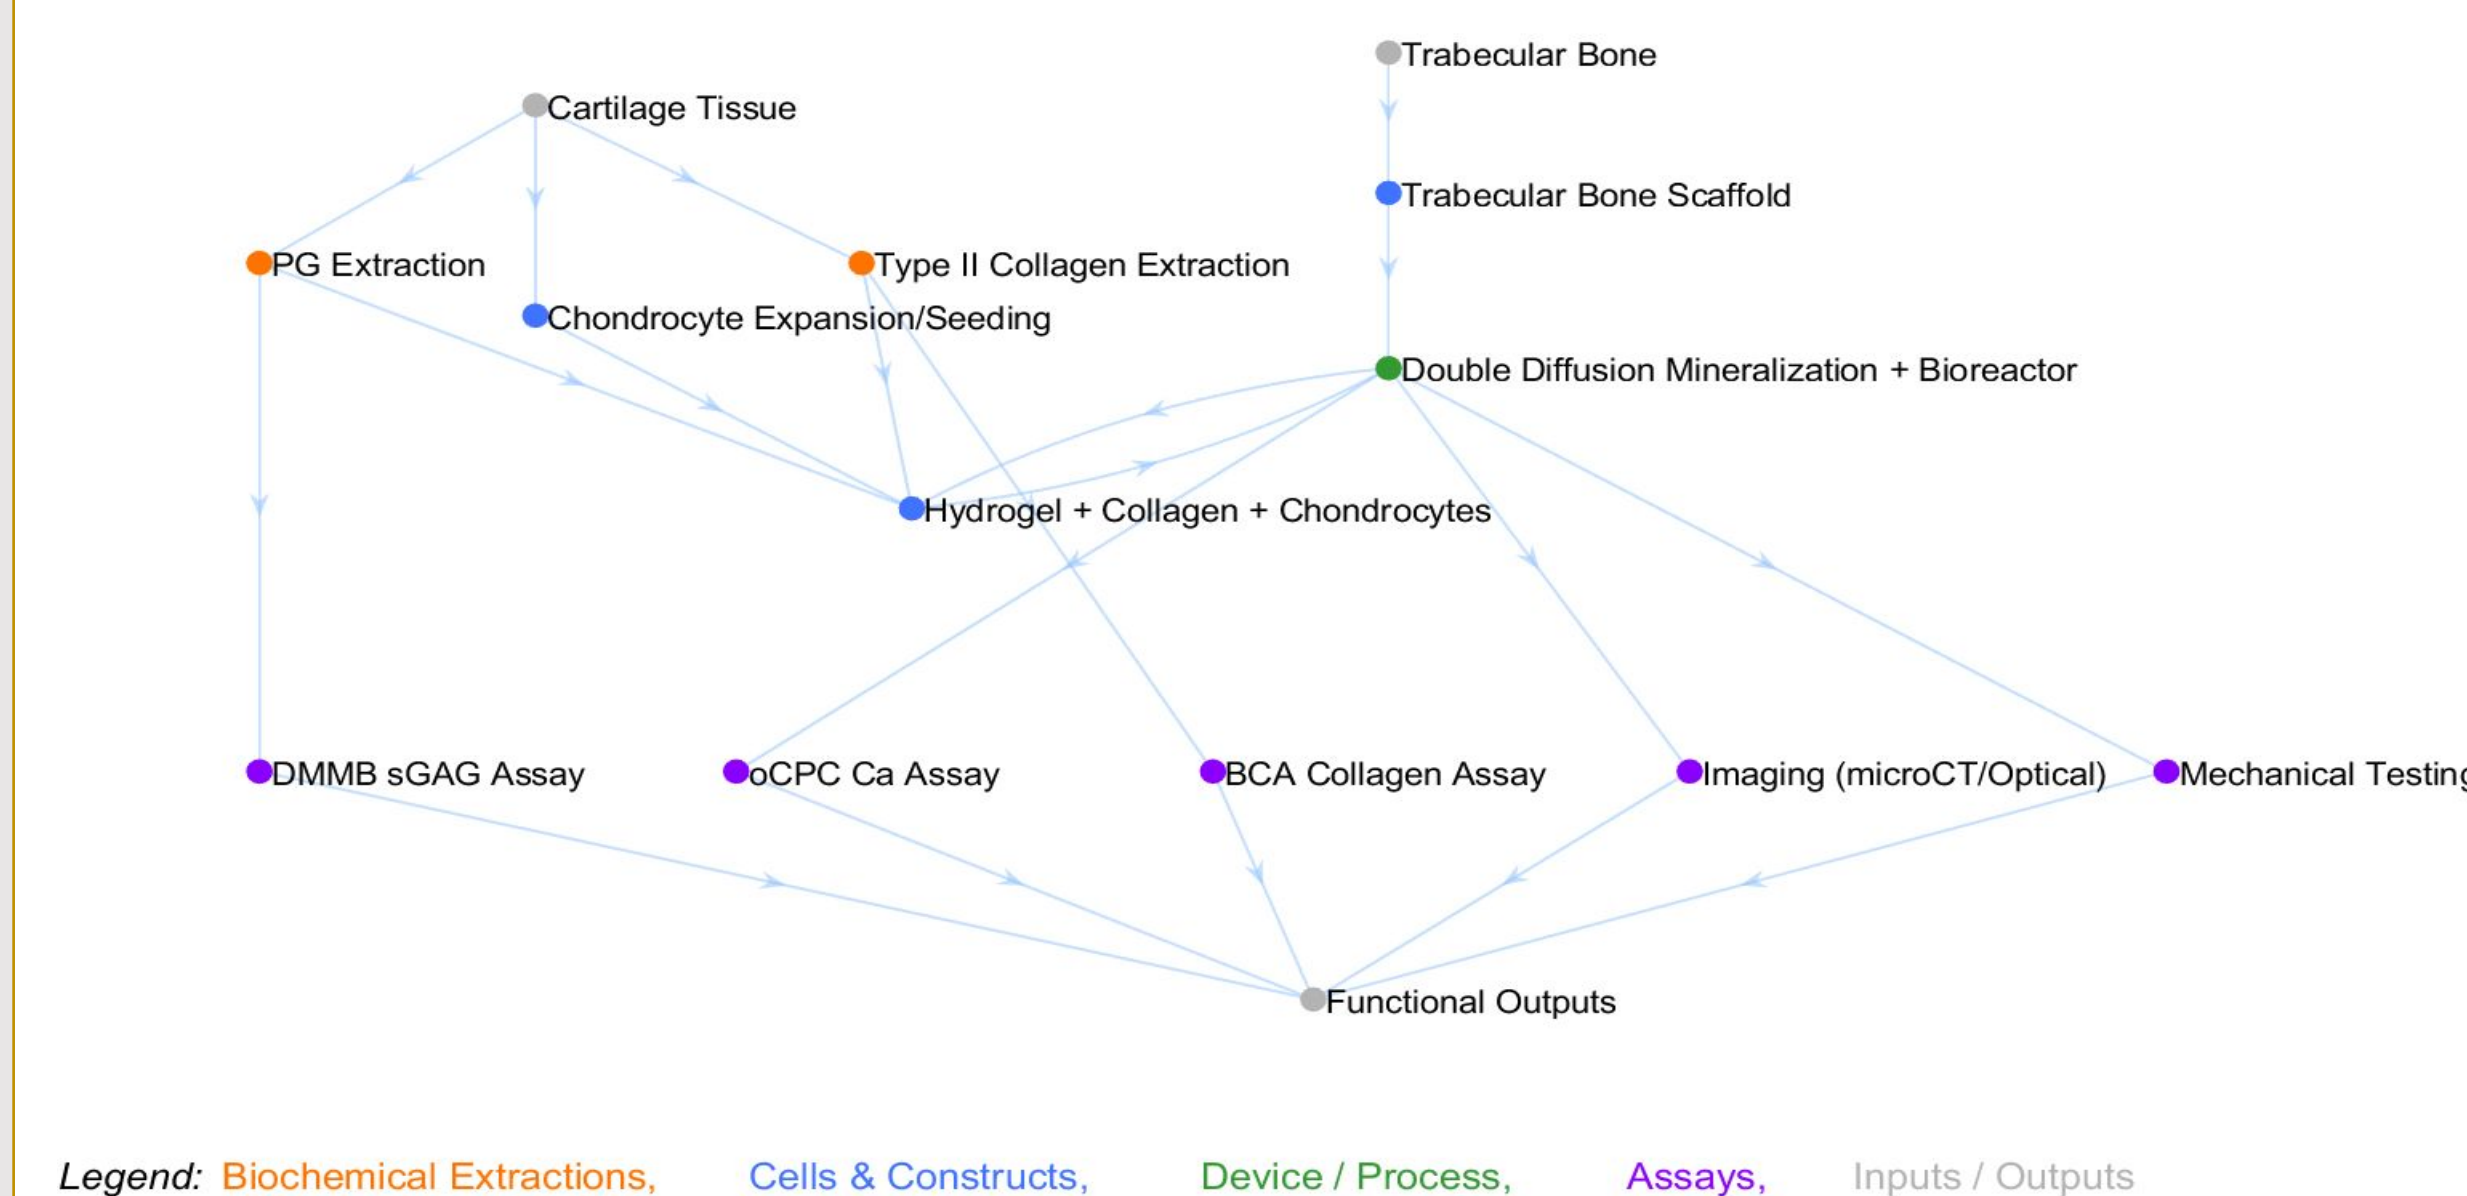 Trabecular Bone
Cartilage Tissue
Trabecular Bone Scaffold
PG Extraction
Type II Collagen Extraction
Chondrocyte Expansion/Seeding
Double Diffusion Mineralization + Bioreactor
Hydrogel + Collagen + Chondrocytes
DMMB sGAG Assay
oCPC Ca Assay
BCA Collagen Assay
Imaging (microCT/Optical)
Mechanical Testing
Functional Outputs
Legend: Biochemical Extractions, Cells & Constructs, Device / Process, Assays, Inputs / Outputs